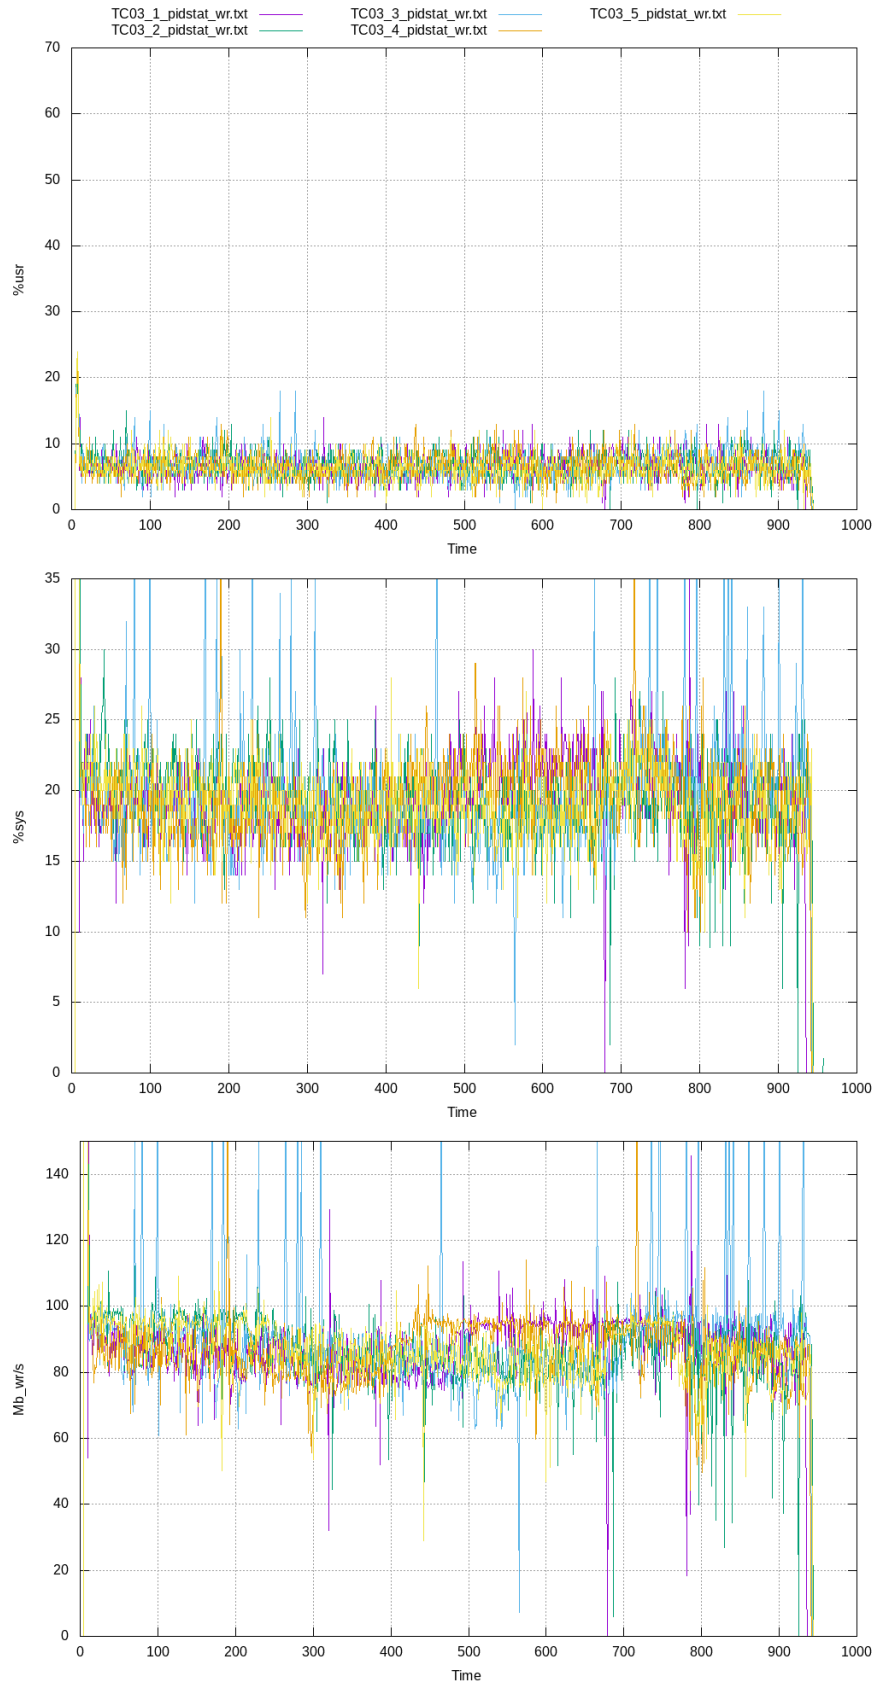 TC03_1_pidstat_wr.txt TC03_3_pidstat_wr.txt TC03_5_pidstat_wr.txt
TC03_2_pidstat_wr.txt TC03_4_pidstat_wr.txt
70
60
50
40
30
20
10
0
%usr
0 100 200 300 400 500 600 700 800 900 1000
Time
35
30
25
20
15
10
5
0
%sys
0 100 200 300 400 500 600 700 800 900 1000
Time
140
120
100
80
60
40
20
0
Mb_wr/s
0 100 200 300 400 500 600 700 800 900 1000
Time